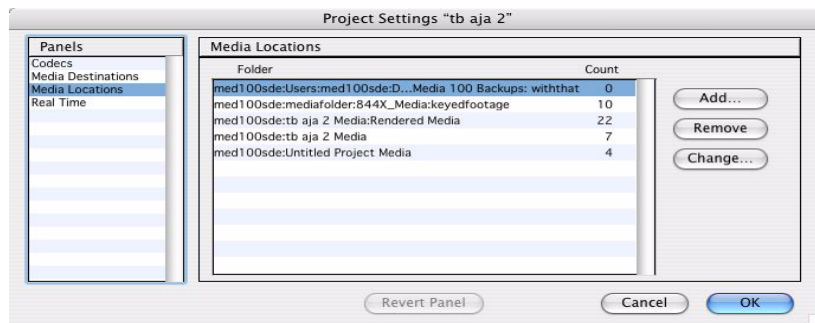 Project Settings “tb aja 2”
Panels
Codecs
Media Destinations
Media Locations
Real Time
Media Locations
Folder Count
med100sde:Users:med100sde:D...Media 100 Backups: withthat 0
med100sde:mediafolder:844X_Media:keyedfootage 10
med100sde:tb aja 2 Media:Rendered Media 22
med100sde:tb aja 2 Media 7
med100sde:Untitled Project Media 4
Add...
Remove
Change...
Revert Panel
Cancel
OK